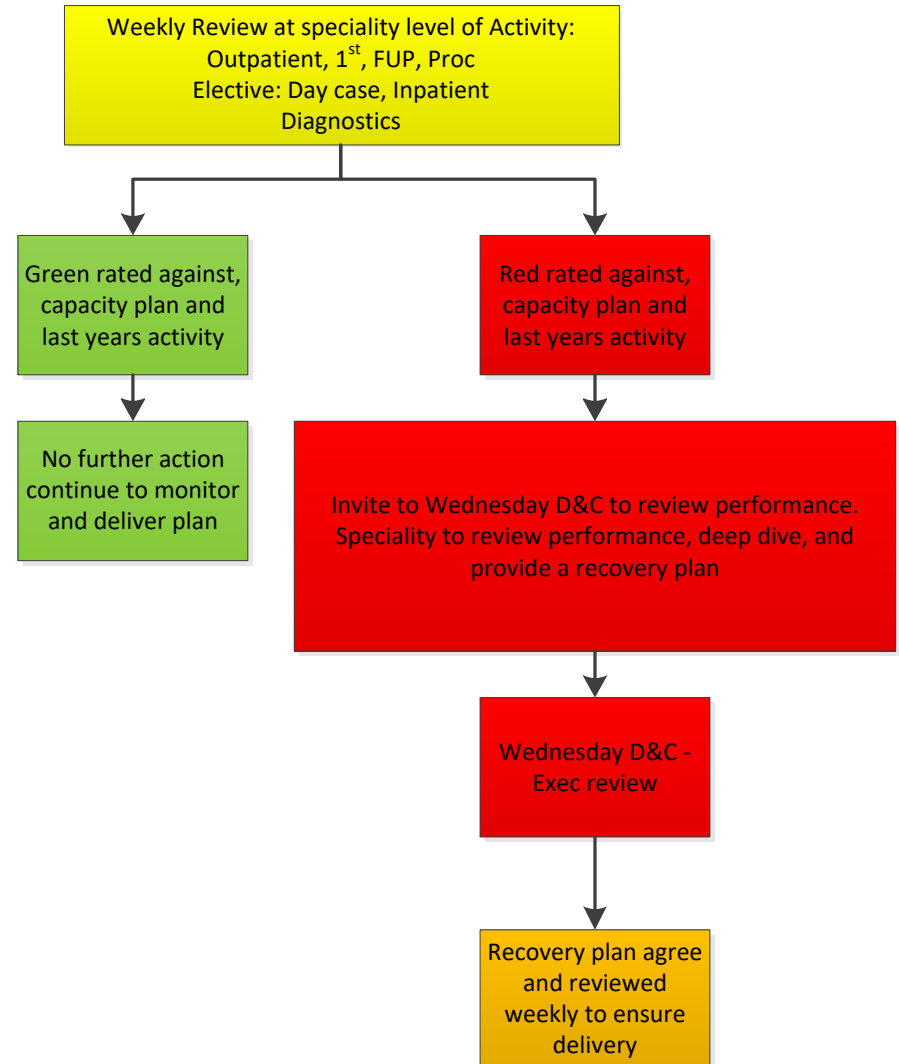 Weekly Review at speciality level of Activity:
Outpatient, 1st, FUP, Proc
Elective: Day case, Inpatient
Diagnostics
Green rated against,
capacity plan and
last years activity
Red rated against,
capacity plan and
last years activity
No further action
continue to monitor
and deliver plan
Invite to Wednesday D&C to review performance.
Speciality to review performance, deep dive, and
provide a recovery plan
Wednesday D&C -
Exec review
Recovery plan agree
and reviewed
weekly to ensure
delivery